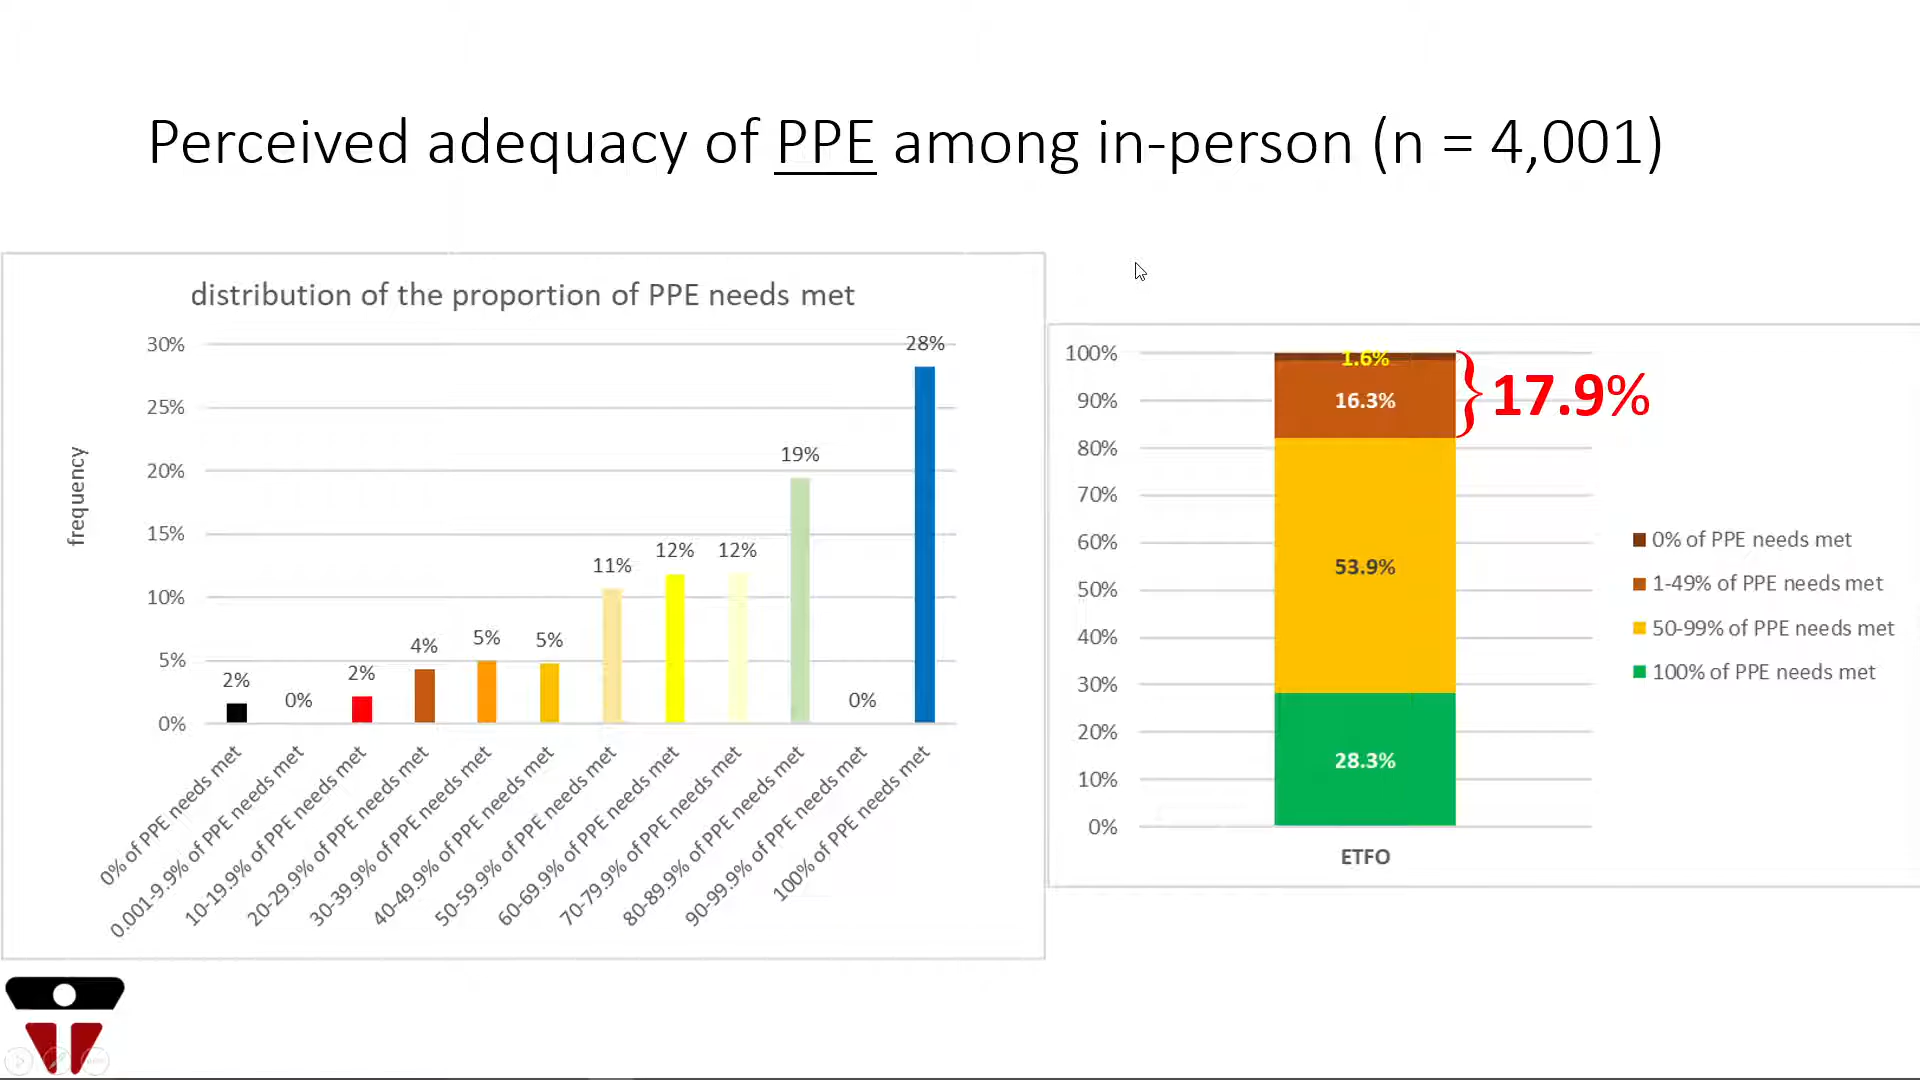 Perceived adequacy of PPE among in-person (n = 4,001)
distribution of the proportion of PPE needs met
frequency
30%
25%
20%
15%
10%
5%
0%
2%
0%
2%
4%
5%
5%
11%
12%
12%
19%
0%
28%
0% of PPE needs met
0.001-9.9% of PPE needs met
10-19.9% of PPE needs met
20-29.9% of PPE needs met
30-39.9% of PPE needs met
40-49.9% of PPE needs met
50-59.9% of PPE needs met
60-69.9% of PPE needs met
70-79.9% of PPE needs met
80-89.9% of PPE needs met
90-99.9% of PPE needs met
100% of PPE needs met
100%
90%
80%
70%
60%
50%
40%
30%
20%
10%
0%
1.6%
16.3%
53.9%
28.3%
17.9%
ETFO
0% of PPE needs met
1-49% of PPE needs met
50-99% of PPE needs met
100% of PPE needs met